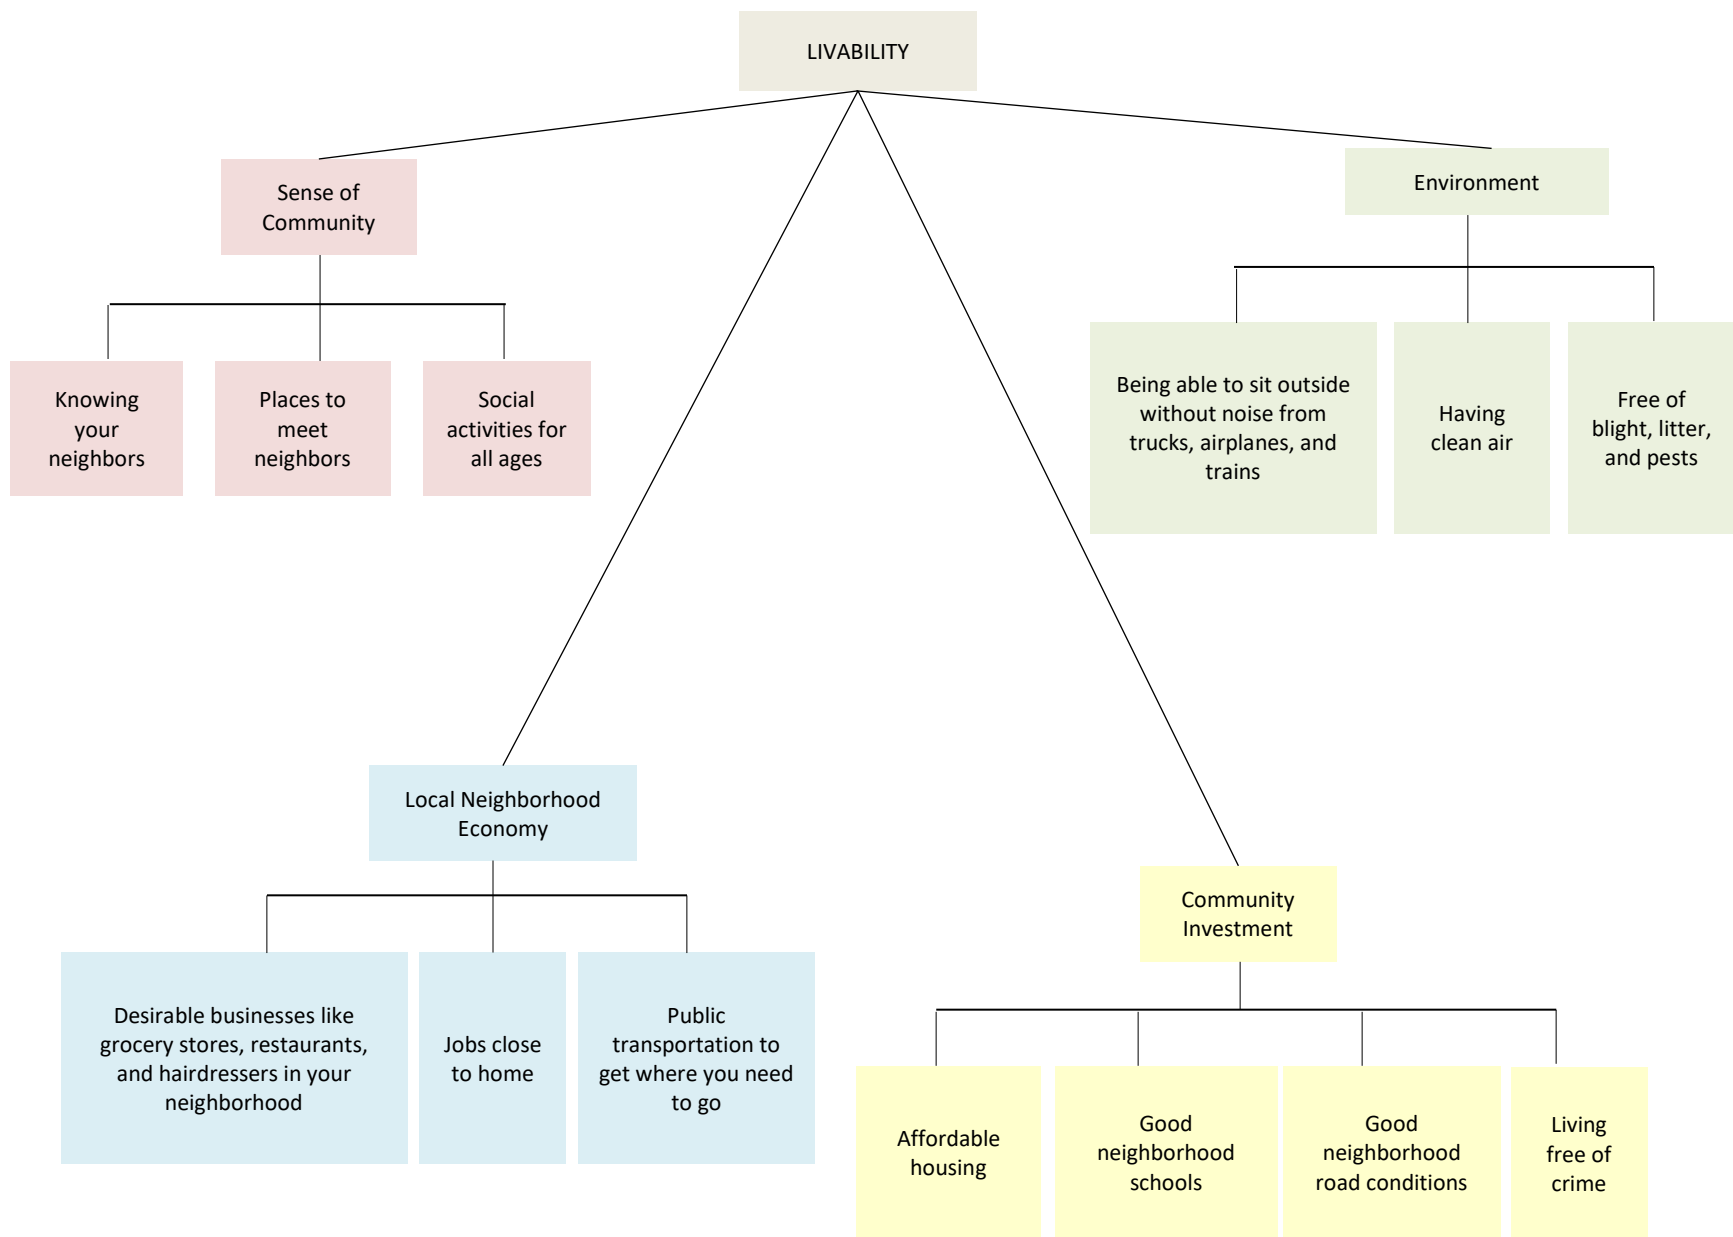 LIVABILITY
Sense of
Community
Environment
Knowing
your
neighbors
Places to
meet
neighbors
Social
activities for
all ages
Being able to sit outside
without noise from
trucks, airplanes, and
trains
Having
clean air
Free of
blight, litter,
and pests
Local Neighborhood
Economy
Community
Investment
Desirable businesses like
grocery stores, restaurants,
and hairdressers in your
neighborhood
Jobs close
to home
Public
transportation to
get where you need
to go
Affordable
housing
Good
neighborhood
schools
Good
neighborhood
road conditions
Living
free of
crime